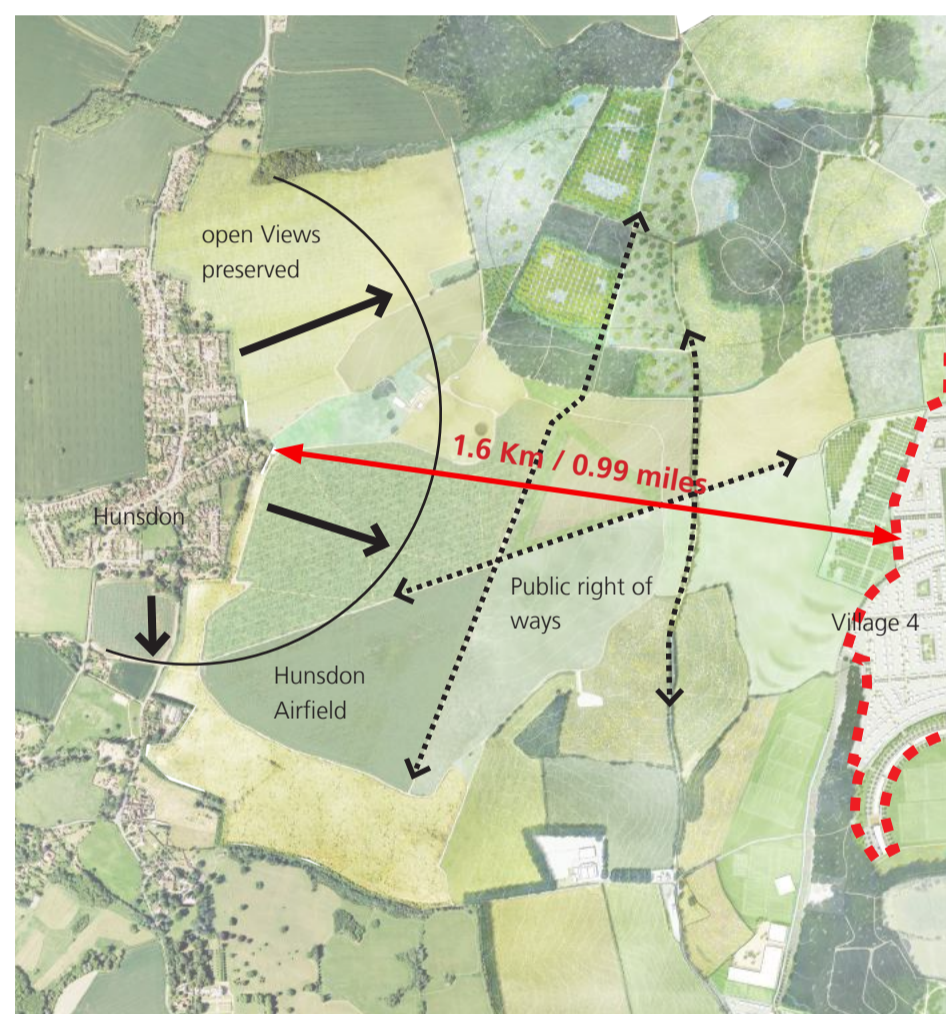 open Views
preserved
1.6 Km / 0.99 miles
Hunsdon
Public right of
ways
Village 4
Hunsdon
Airfield